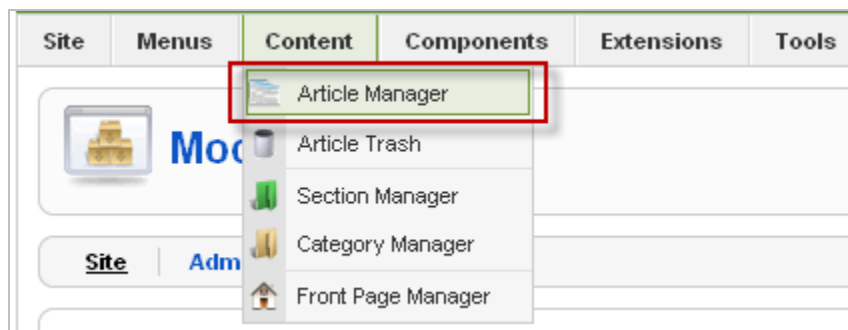 Site Menus Content Components Extensions Tools
Article Manager
Article Trash
Section Manager
Category Manager
Front Page Manager
Site